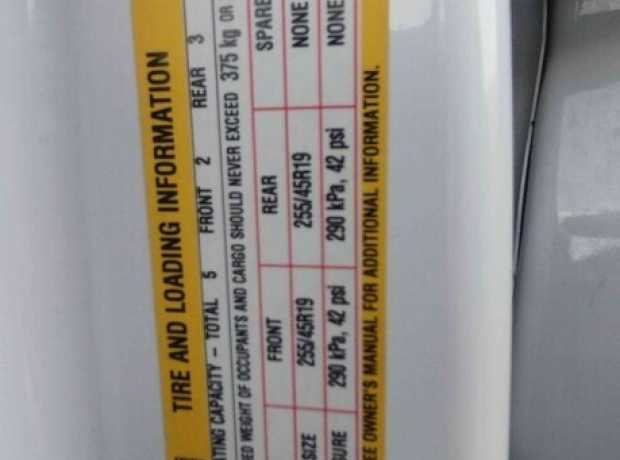 TIRE AND LOADING INFORMATION
TING CAPACITY – TOTAL 5 FRONT 2 REAR 3
ED WEIGHT OF OCCUPANTS AND CARGO SHOULD NEVER EXCEED 375 kg OR
FRONT REAR SPARE
SIZE 255/45R19 255/45R19 NONE
URE 290 kPa, 42 psi 290 kPa, 42 psi NONE
EE OWNER'S MANUAL FOR ADDITIONAL INFORMATION.